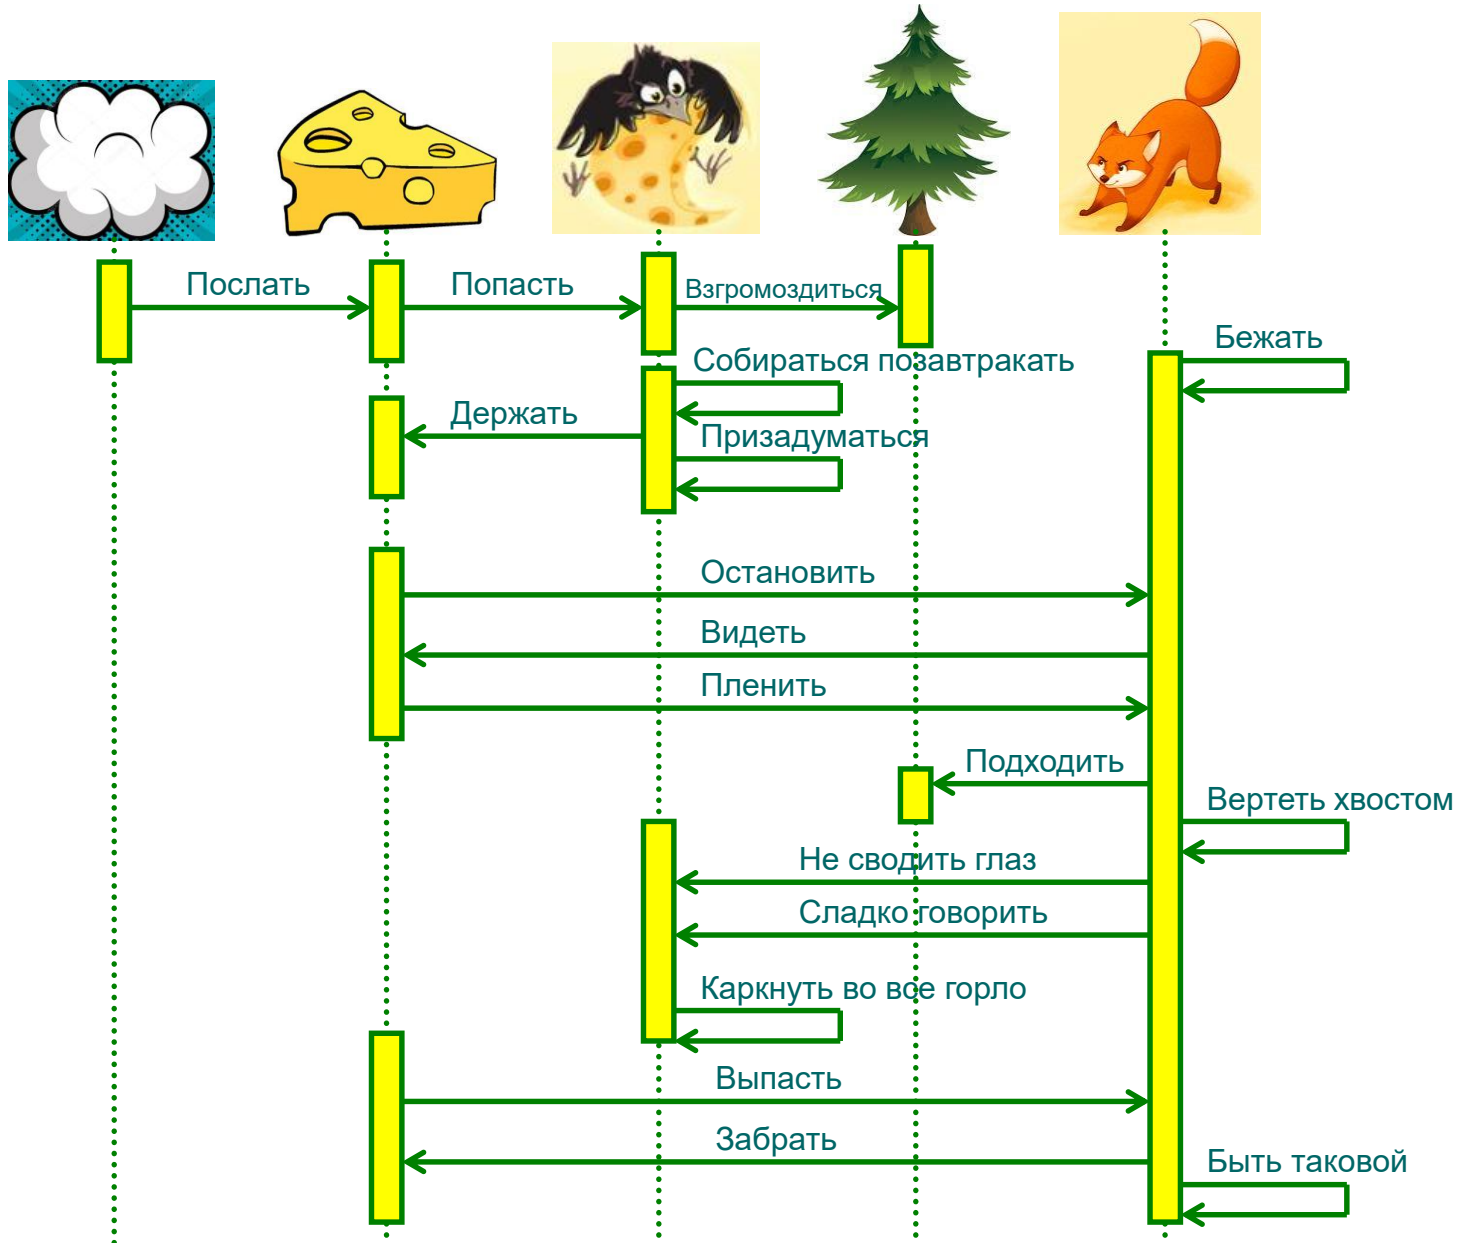 Послать
Попасть
Взгромоздиться
Бежать
Собираться позавтракать
Держать
Призадуматься
Остановить
Видеть
Пленить
Подходить
Вертеть хвостом
Не сводить глаз
Сладко говорить
Каркнуть во все горло
Выпасть
Забрать
Быть таковой